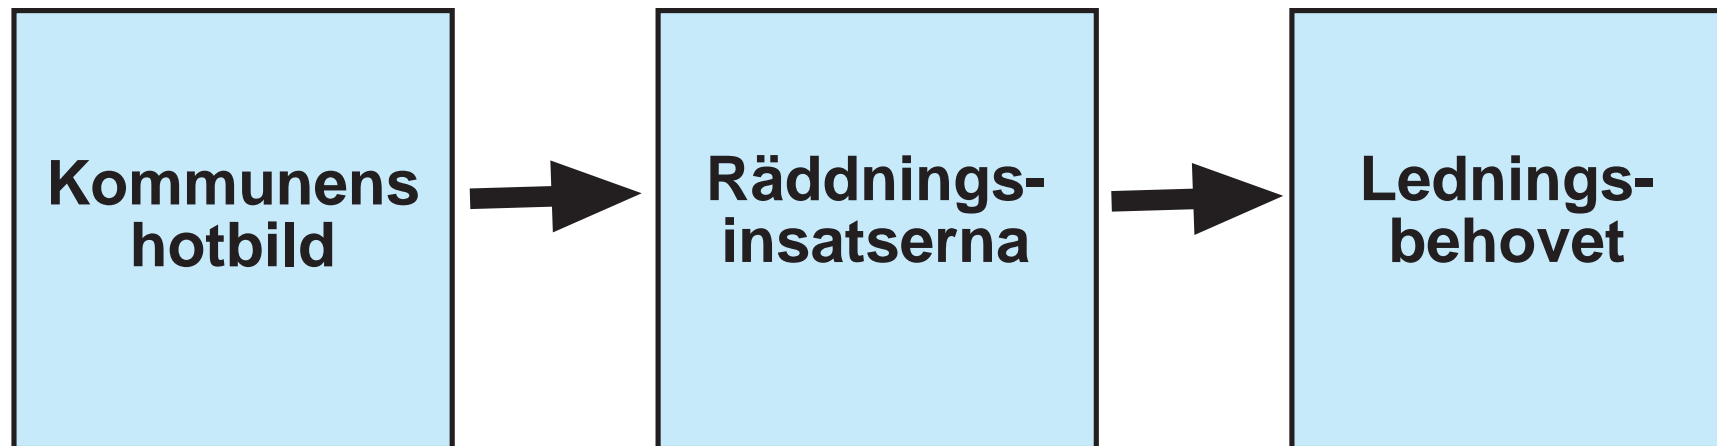 Kommunens
hotbild
Räddnings-
insatserna
Lednings-
behovet